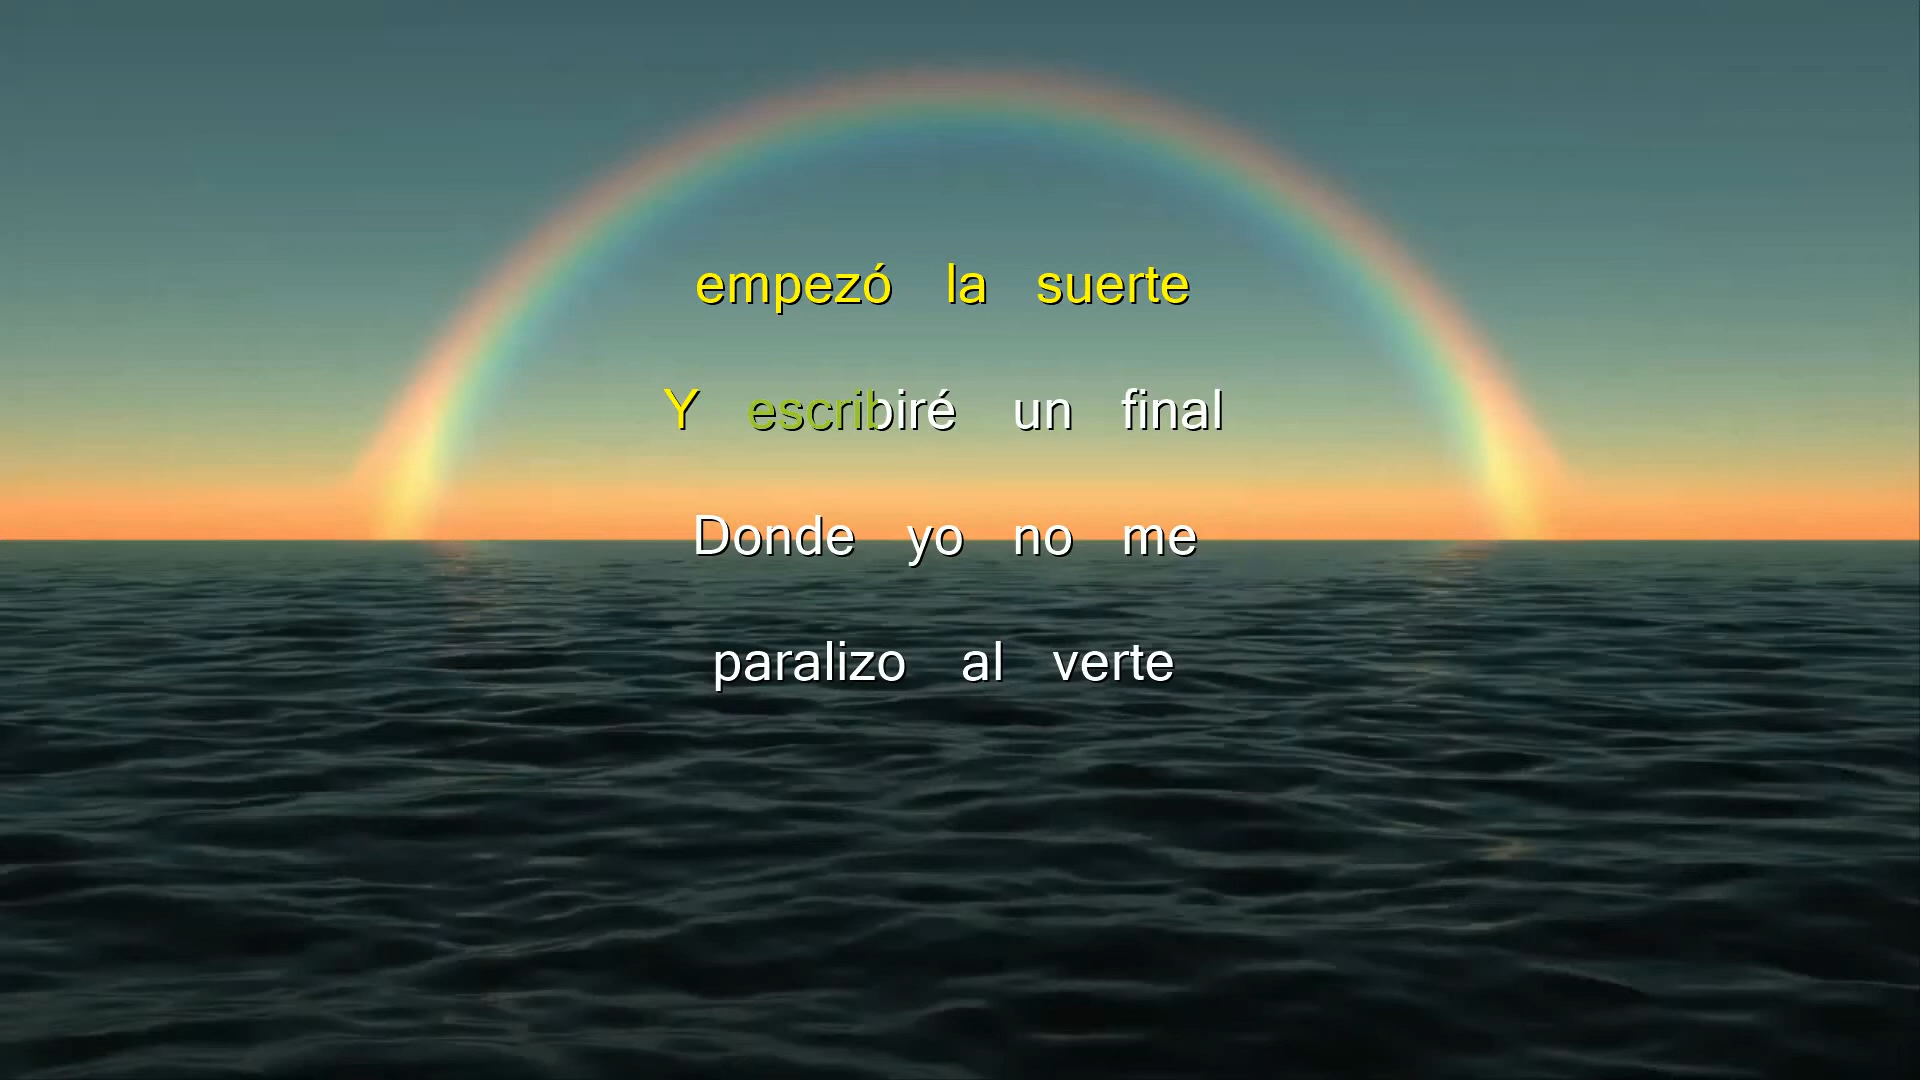 empezó la suerte
Y escribiré un final
Donde yo no me
paralizo al verte